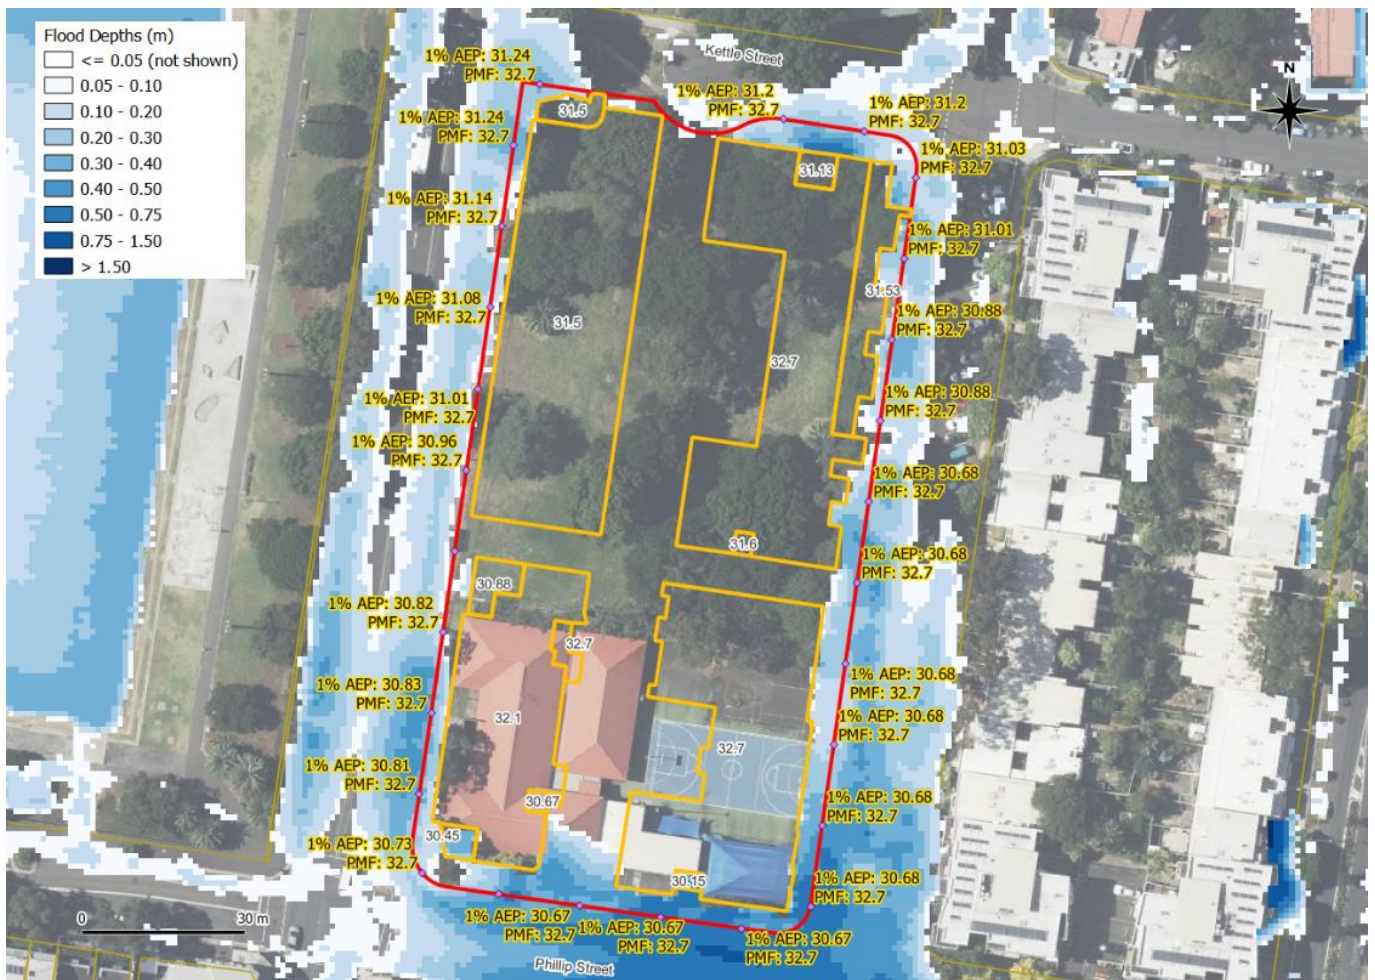 Flood Depths (m)
<= 0.05 (not shown)
0.05 - 0.10
0.10 - 0.20
0.20 - 0.30
0.30 - 0.40
0.40 - 0.50
0.50 - 0.75
0.75 - 1.50
> 1.50
Kettle Street
N
1% AEP: 31.24
PMF: 32.7
1% AEP: 31.2
PMF: 32.7
1% AEP: 31.2
PMF: 32.7
31.5
1% AEP: 31.24
PMF: 32.7
1% AEP: 31.03
PMF: 32.7
31.13
1% AEP: 31.14
PMF: 32.7
1% AEP: 31.01
PMF: 32.7
31.53
1% AEP: 31.08
PMF: 32.7
1% AEP: 30.88
PMF: 32.7
31.5
32.7
1% AEP: 31.01
PMF: 32.7
1% AEP: 30.88
PMF: 32.7
1% AEP: 30.96
PMF: 32.7
1% AEP: 30.68
PMF: 32.7
31.6
1% AEP: 30.68
PMF: 32.7
30.88
1% AEP: 30.82
PMF: 32.7
32.7
1% AEP: 30.68
PMF: 32.7
1% AEP: 30.83
PMF: 32.7
32.1
1% AEP: 30.68
PMF: 32.7
32.7
1% AEP: 30.81
PMF: 32.7
30.67
1% AEP: 30.68
PMF: 32.7
30.45
1% AEP: 30.73
PMF: 32.7
30.15
1% AEP: 30.68
PMF: 32.7
1% AEP: 30.67
PMF: 32.7
1% AEP: 30.67
PMF: 32.7
1% AEP: 30.67
PMF: 32.7
0 30 m
Phillip Street